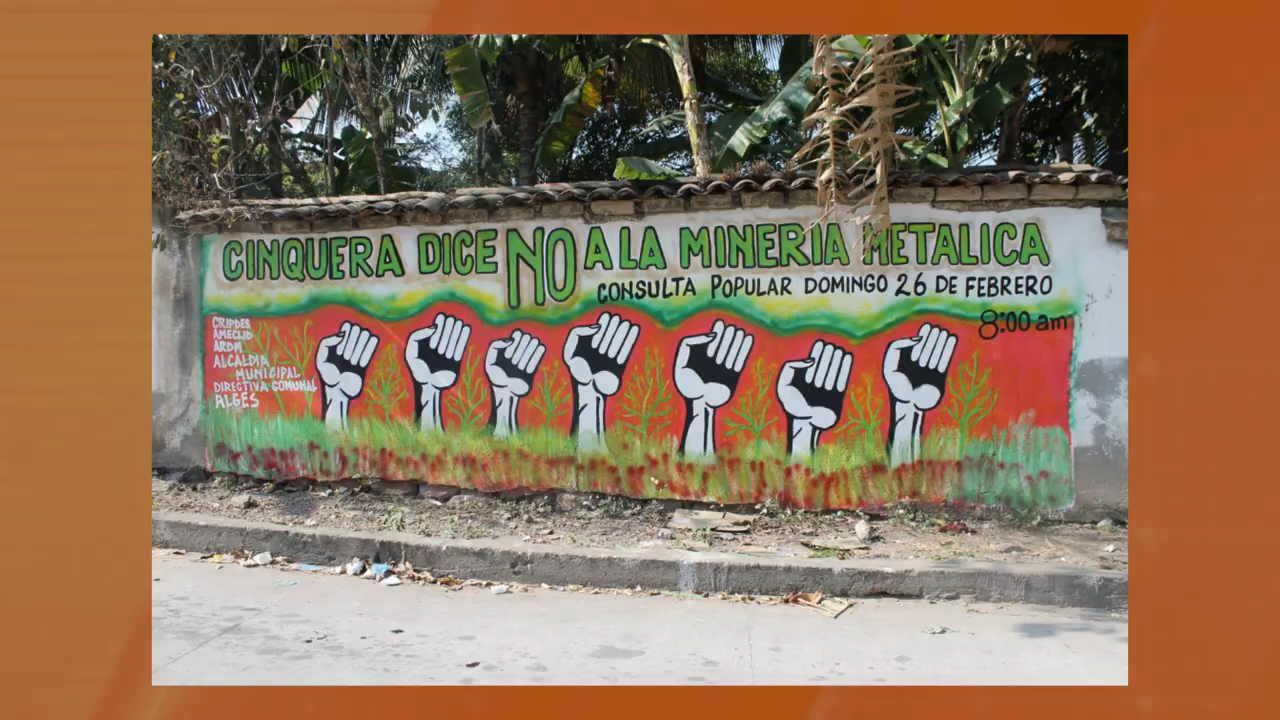 CINQUERA DICE NO A LA MINERIA METALICA
CONSULTA POPULAR DOMINGO 26 DE FEBRERO
8:00 am
CRIPDES
AMECIJD
ARDM
ALCALDIA
MUNICIPAL
DIRECTIVA COMUNAL
ALGES